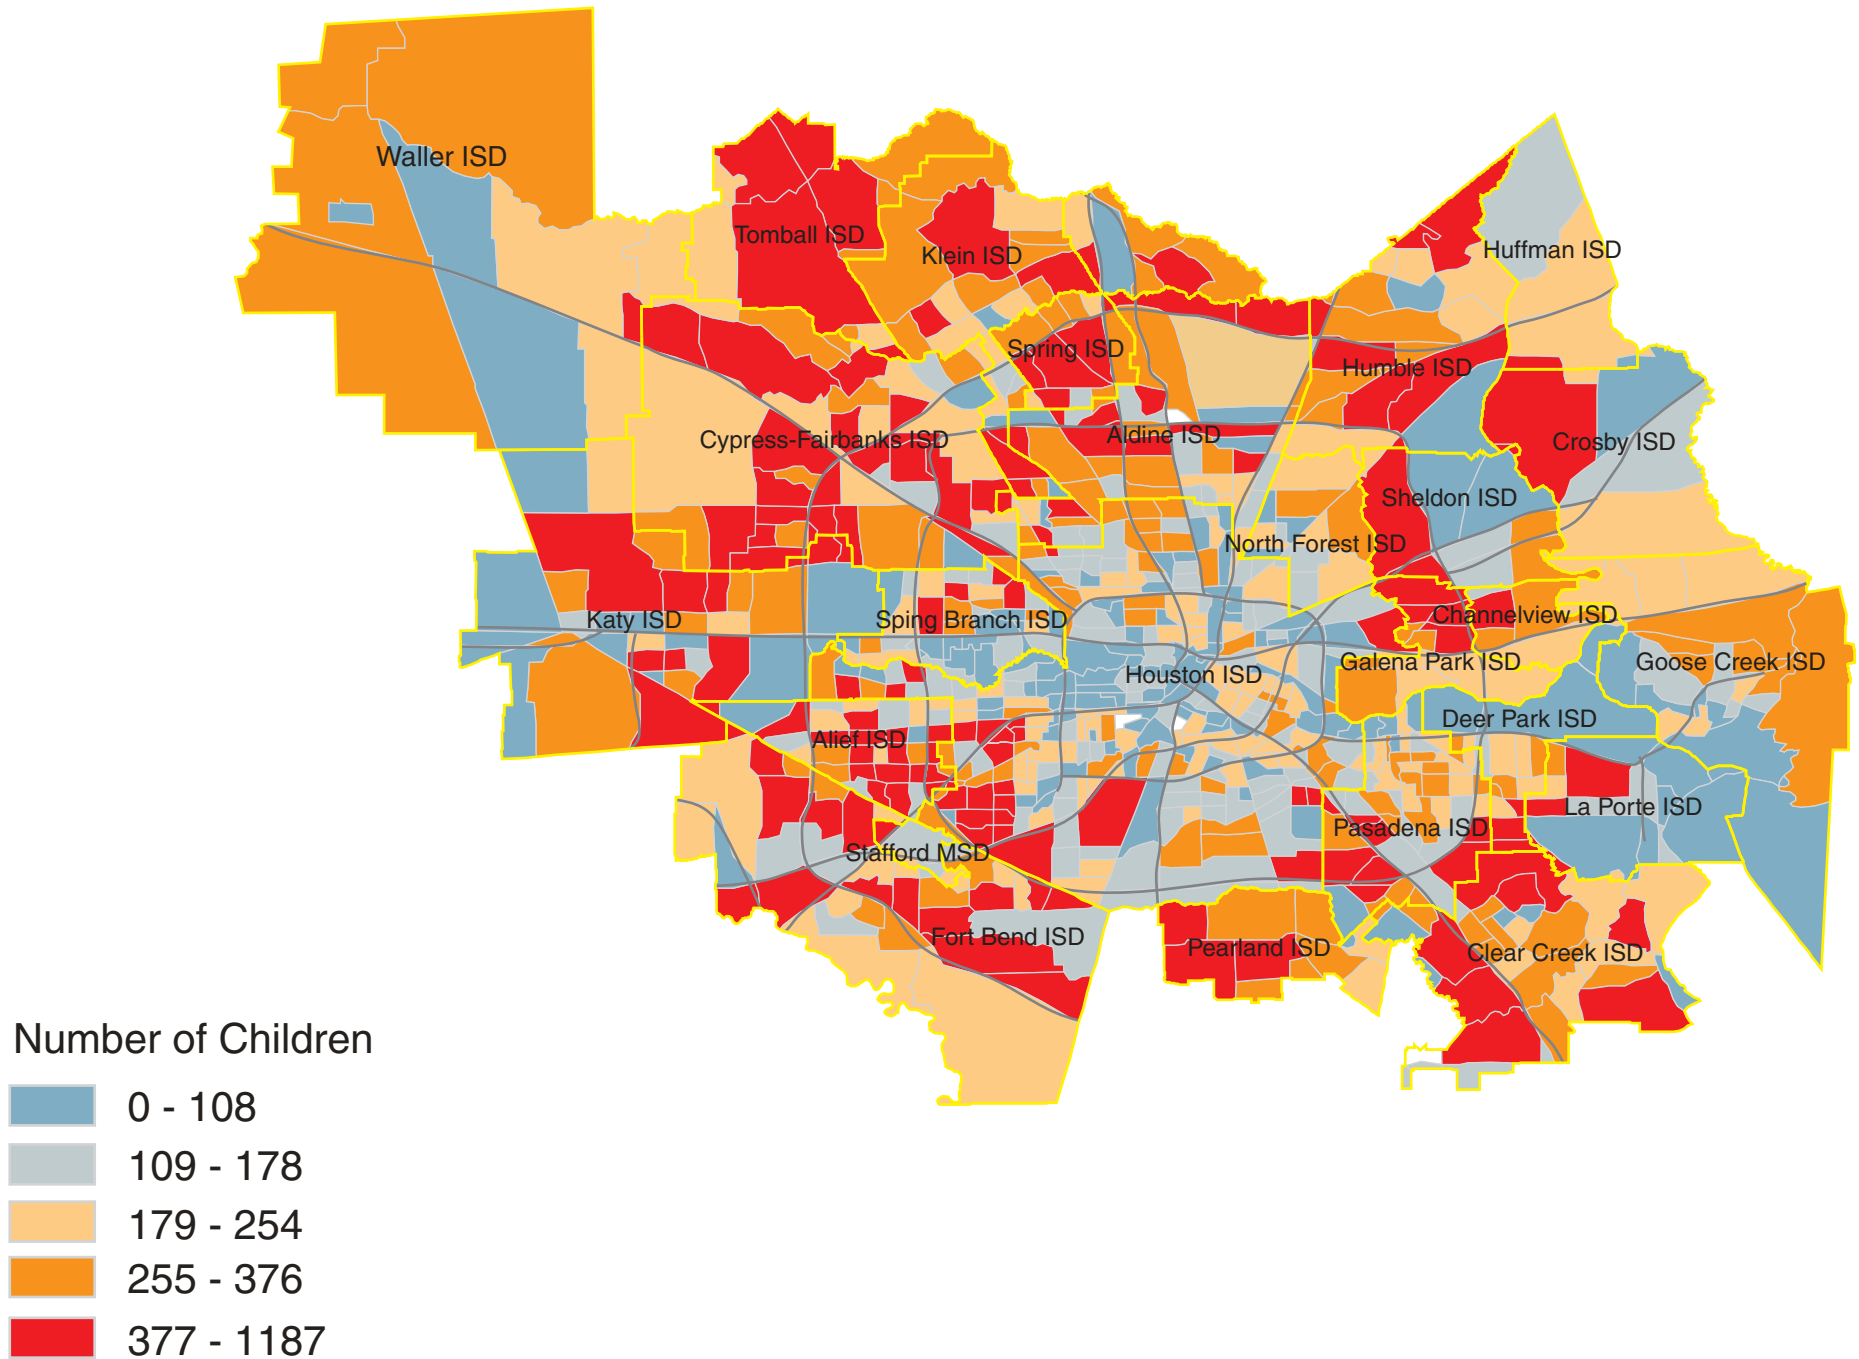 Waller ISD
Tomball ISD
Klein ISD
Huffman ISD
Spring ISD
Humble ISD
Cypress-Fairbanks ISD
Aldine ISD
Crosby ISD
Sheldon ISD
North Forest ISD
Katy ISD
Sping Branch ISD
Channelview ISD
Houston ISD
Galena Park ISD
Goose Creek ISD
Deer Park ISD
Alief ISD
La Porte ISD
Pasadena ISD
Stafford MSD
Fort Bend ISD
Pearland ISD
Clear Creek ISD
Number of Children
0 - 108
109 - 178
179 - 254
255 - 376
377 - 1187